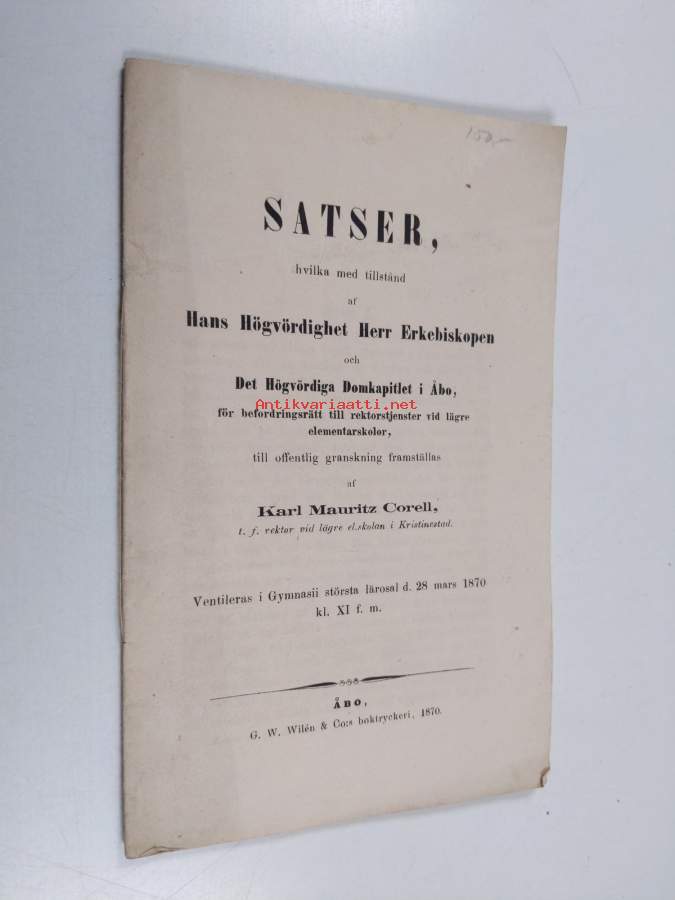 150,—
SATSER,
hvilka med tillstånd
af
Hans Högvördighet Herr Erkebiskopen
och
Det Högvördiga Domkapitlet i Åbo,
Antikvariaatti.net
för befordringsrätt till rektorstjenster vid lägre
elementarskolor,
till offentlig granskning framställas
af
Karl Mauritz Corell,
t. f. rektor vid lägre el.skolan i Kristinestad.
Ventileras i Gymnasii största lärosal d. 28 mars 1870
kl. XI f. m.
ÅBO,
G. W. Wilén & Co:s boktryckeri, 1870.